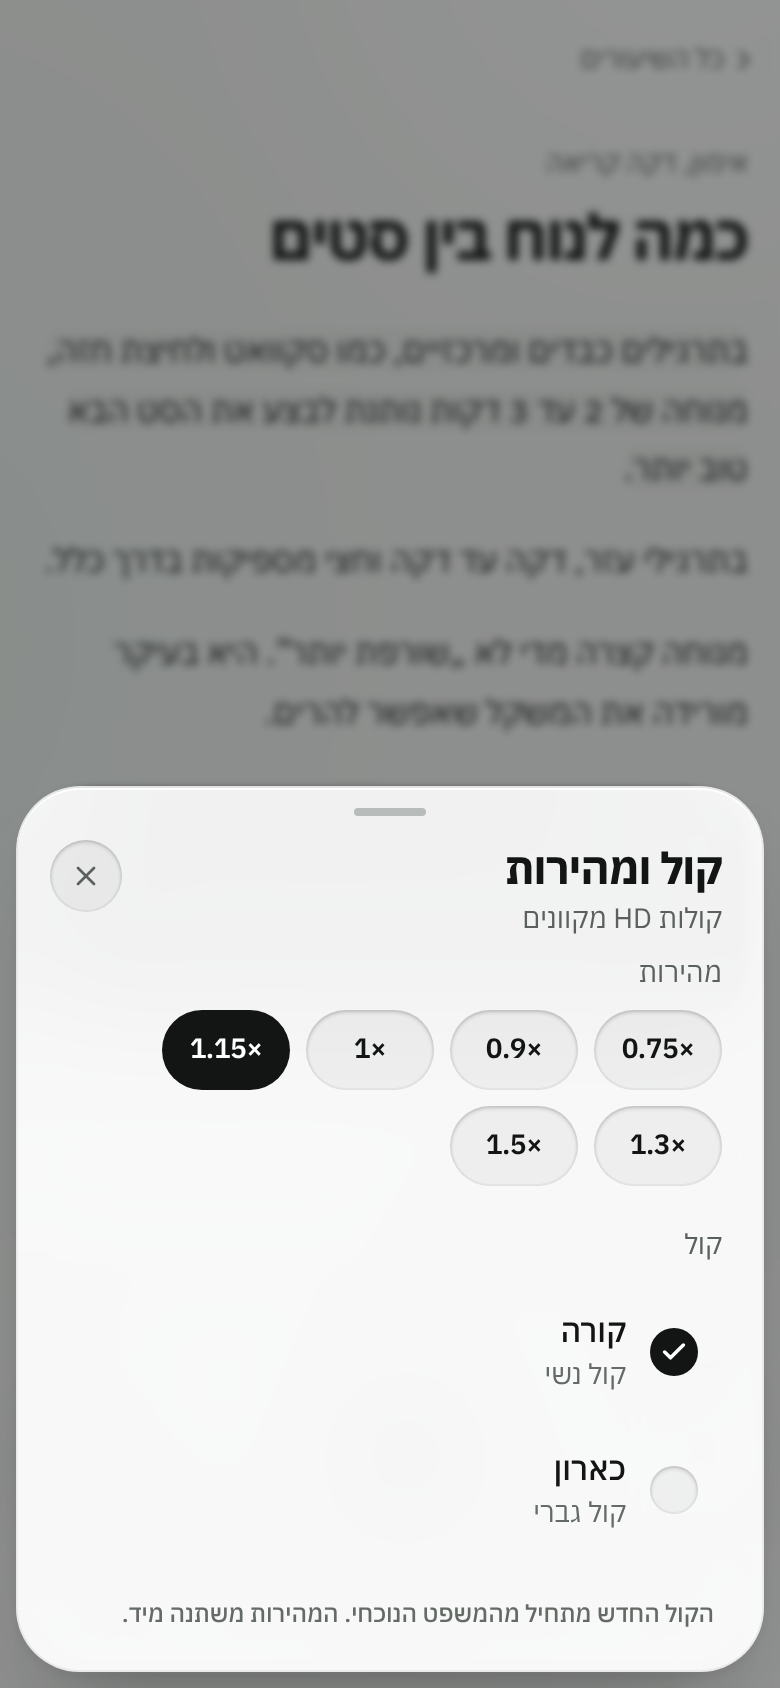 כל השיעורים
אימון, דקה קריאה
כמה לנוח בין סטים
בתרגילים כבדים ומרכזיים, כמו סקוואט ולחיצת חזה,
מנוחה של 2 עד 3 דקות נותנת לבצע את הסט הבא
טוב יותר.
בתרגילי עזר, דקה עד דקה וחצי מספיקות בדרך כלל.
מנוחה קצרה מדי לא „שורפת יותר”. היא בעיקר
מורידה את המשקל שאפשר להרים.
קול ומהירות
קולות HD מקוונים
מהירות
0.75× 0.9× 1× 1.15×
1.3× 1.5×
קול
קורה
קול נשי
כארון
קול גברי
הקול החדש מתחיל מהמשפט הנוכחי. המהירות משתנה מיד.